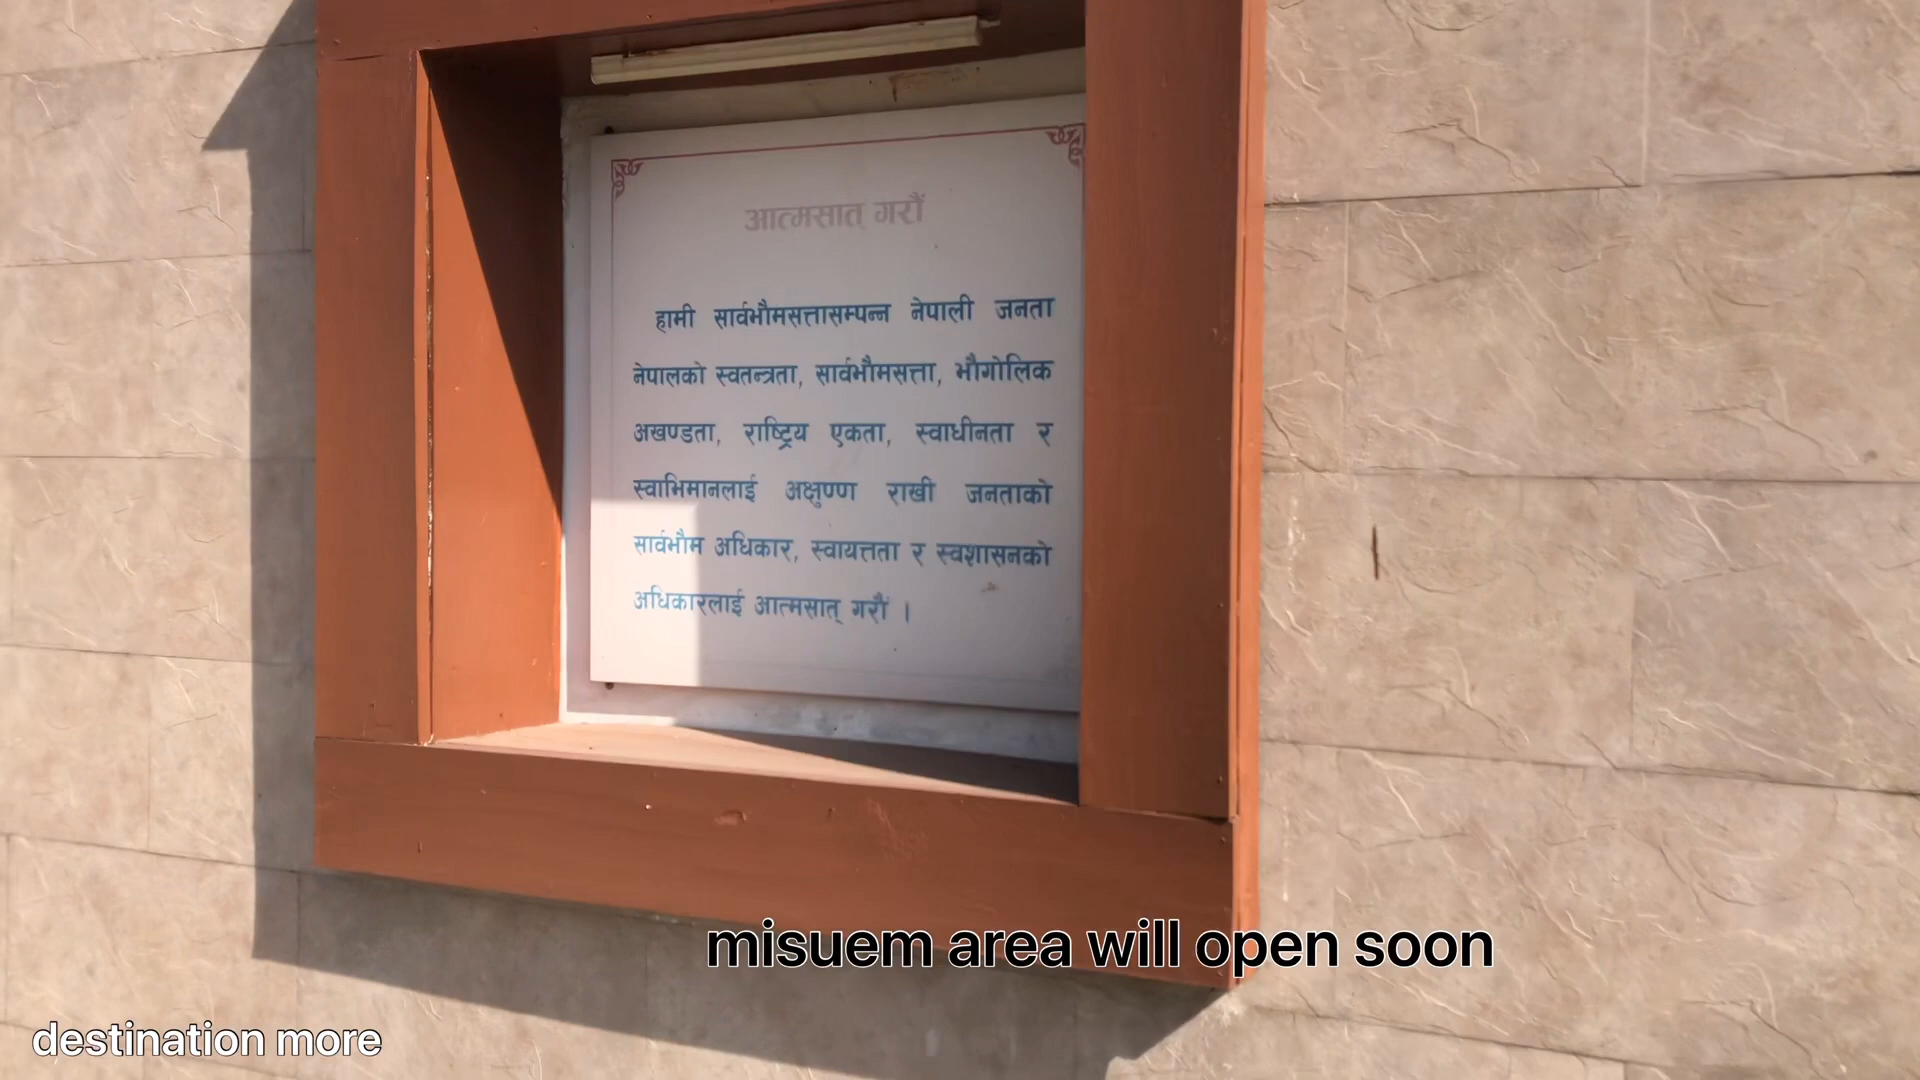 आत्मसात् गरौं
हामी सार्वभौमसत्तासम्पन्न नेपाली जनता
नेपालको स्वतन्त्रता, सार्वभौमसत्ता, भौगोलिक
अखण्डता, राष्ट्रिय एकता, स्वाधीनता र
स्वाभिमानलाई अक्षुण्ण राखी जनताको
सार्वभौम अधिकार, स्वायत्तता र स्वशासनको
अधिकारलाई आत्मसात् गरौं ।
misuem area will open soon
destination more